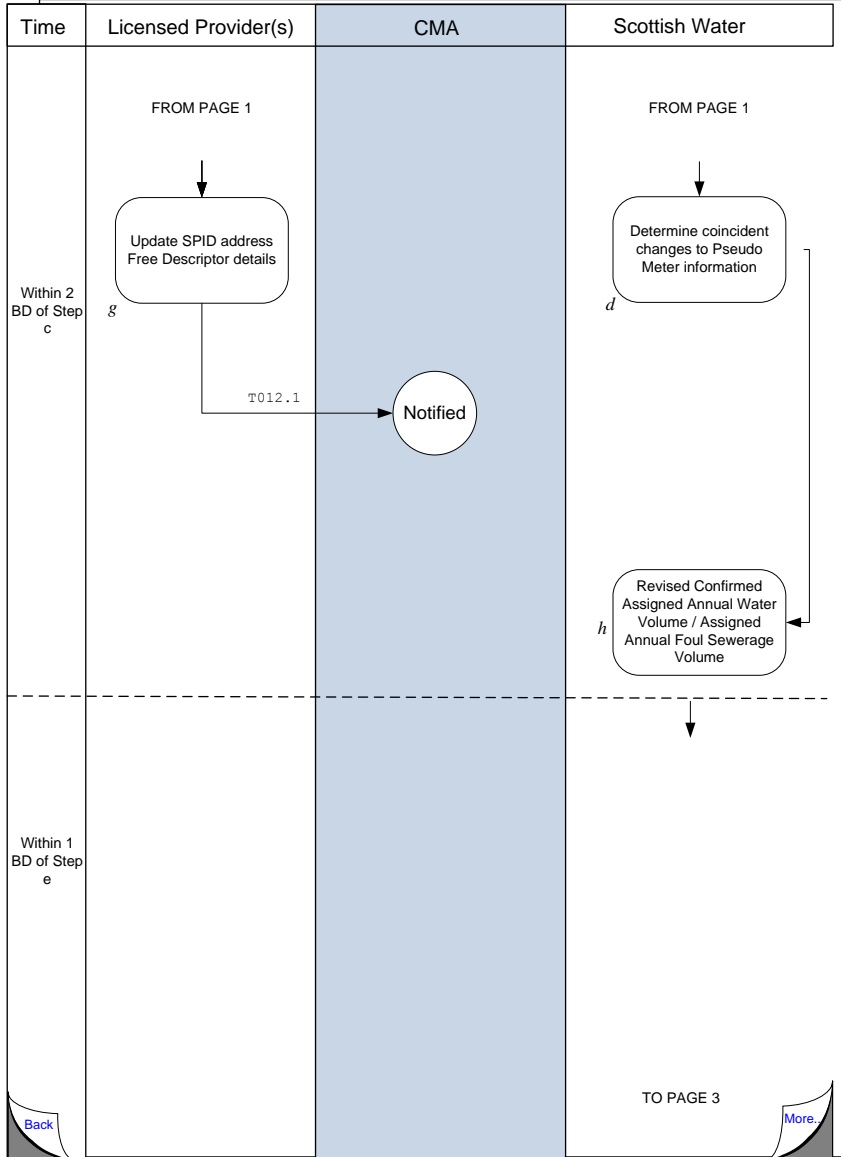 Time
Licensed Provider(s)
CMA
Scottish Water
FROM PAGE 1
FROM PAGE 1
Update SPID address
Free Descriptor details
Determine coincident
changes to Pseudo
Meter information
Within 2
BD of Step
c
g
d
T012.1
Notified
Revised Confirmed
Assigned Annual Water
Volume / Assigned
Annual Foul Sewerage
Volume
h
Within 1
BD of Step
e
TO PAGE 3
Back
More..